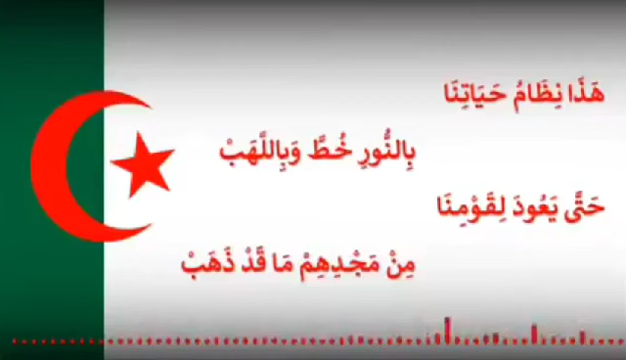 هَذَا نِظَامُ حَيَاتِنَا
بِالنُّورِ خُطَّ وَبِاللَّهَبْ
حَتَّى يَعُودَ لِقَوْمِنَا
مِنْ مَجْدِهِمْ مَا قَدْ ذَهَبْ